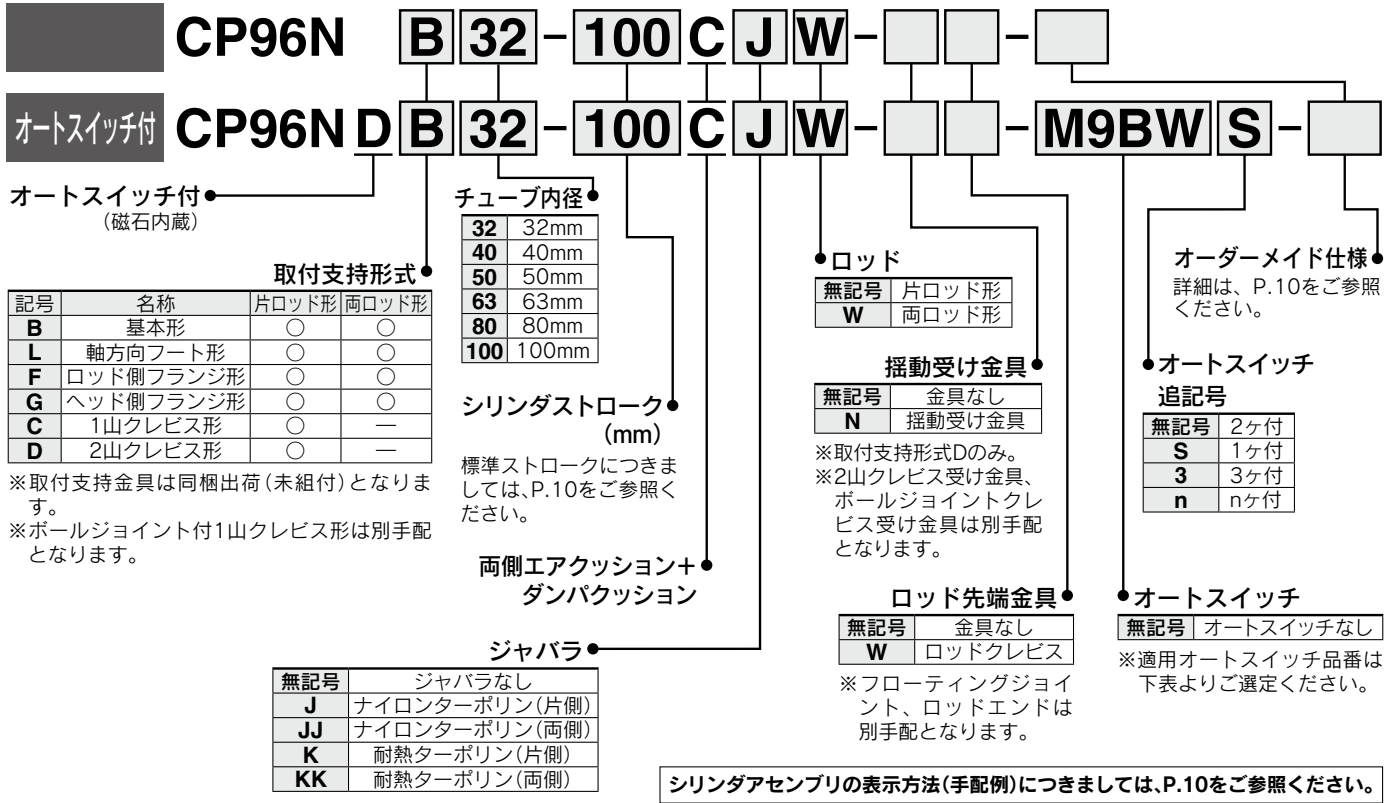 CP96N B 32 - 100 C J W - -
オートスイッチ付 CP96N D B 32 - 100 C J W - - M9BW S -
オートスイッチ付
(磁石内蔵)
取付支持形式
記号 名称 片ロッド形 両ロッド形
B 基本形 ○ ○
L 軸方向フート形 ○ ○
F ロッド側フランジ形 ○ ○
G ヘッド側フランジ形 ○ ○
C 1山クレビス形 ○ —
D 2山クレビス形 ○ —
※取付支持金具は同梱出荷(未組付)となりま
す。
※ボールジョイント付1山クレビス形は別手配
となります。
チューブ内径
32 32mm
40 40mm
50 50mm
63 63mm
80 80mm
100 100mm
シリンダストローク
(mm)
標準ストロークにつきま
しては、P.10をご参照く
ださい。
両側エアクッション+
ダンパクッション
ジャバラ
無記号 ジャバラなし
J ナイロンターポリン(片側)
JJ ナイロンターポリン(両側)
K 耐熱ターポリン(片側)
KK 耐熱ターポリン(両側)
ロッド
無記号 片ロッド形
W 両ロッド形
揺動受け金具
無記号 金具なし
N 揺動受け金具
※取付支持形式Dのみ。
※2山クレビス受け金具、
ボールジョイントクレ
ビス受け金具は別手配
となります。
ロッド先端金具
無記号 金具なし
W ロッドクレビス
※フローティングジョイ
ント、ロッドエンドは
別手配となります。
オーダーメイド仕様
詳細は、P.10をご参照
ください。
オートスイッチ
追記号
無記号 2ヶ付
S 1ヶ付
3 3ヶ付
n nヶ付
オートスイッチ
無記号 オートスイッチなし
※適用オートスイッチ品番は
下表よりご選定ください。
シリンダアセンブリの表示方法(手配例)につきましては、P.10をご参照ください。